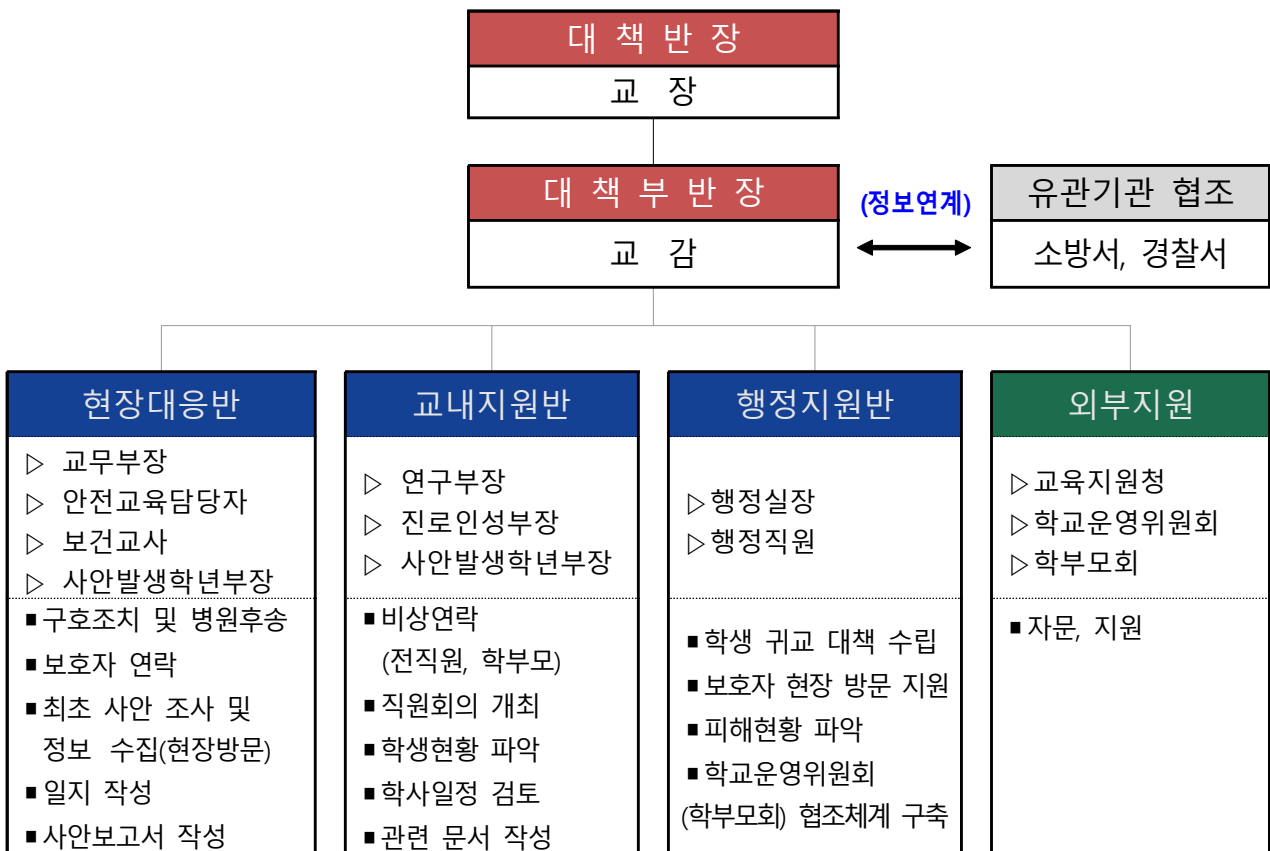 대 책 반 장
교 장
대 책 부 반 장
교 감
(정보연계)
유관기관 협조
소방서, 경찰서
현장대응반
▷ 교무부장
▷ 안전교육담당자
▷ 보건교사
▷ 사안발생학년부장
▪구호조치 및 병원후송
▪보호자 연락
▪최초 사안 조사 및
정보 수집(현장방문)
▪일지 작성
▪사안보고서 작성
교내지원반
▷ 연구부장
▷ 진로인성부장
▷ 사안발생학년부장
▪비상연락
(전직원, 학부모)
▪직원회의 개최
▪학생현황 파악
▪학사일정 검토
▪관련 문서 작성
행정지원반
▷행정실장
▷행정직원
▪학생 귀교 대책 수립
▪보호자 현장 방문 지원
▪피해현황 파악
▪학교운영위원회
(학부모회) 협조체계 구축
외부지원
▷교육지원청
▷학교운영위원회
▷학부모회
▪자문, 지원